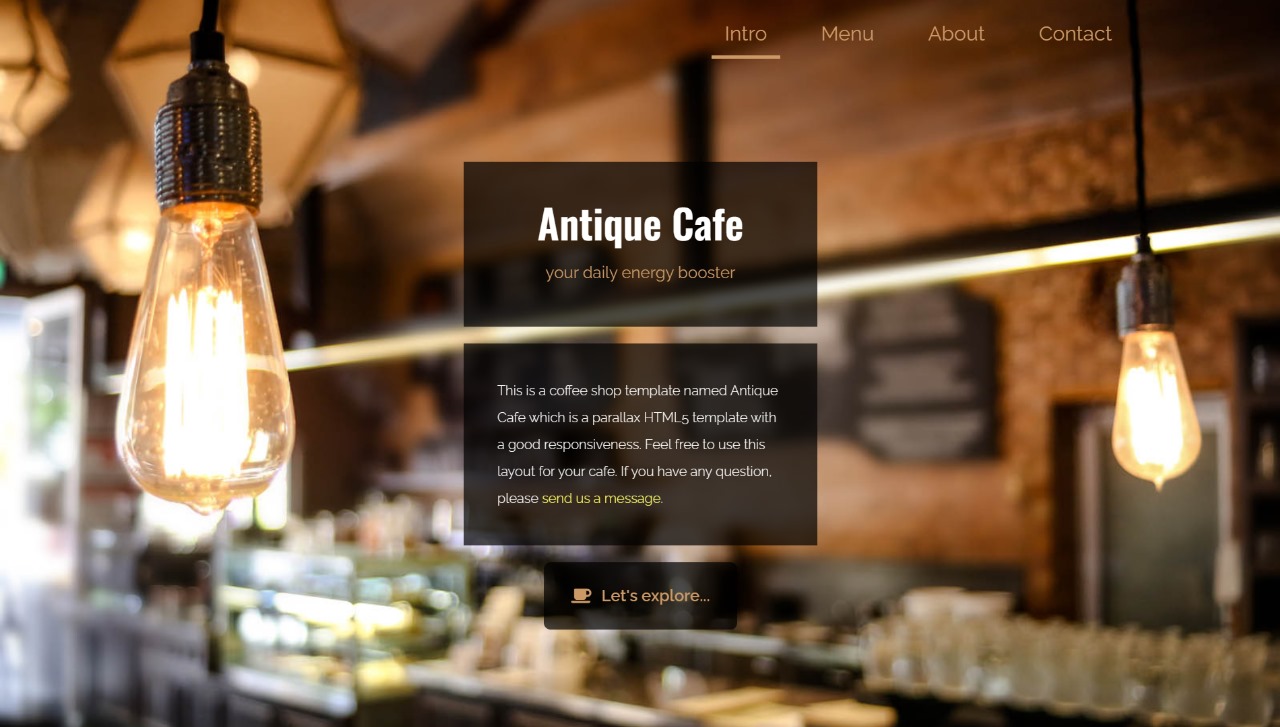 Intro Menu About Contact
Antique Cafe
your daily energy booster
This is a coffee shop template named Antique
Cafe which is a parallax HTML5 template with
a good responsiveness. Feel free to use this
layout for your cafe. If you have any question,
please send us a message.
Let's explore...